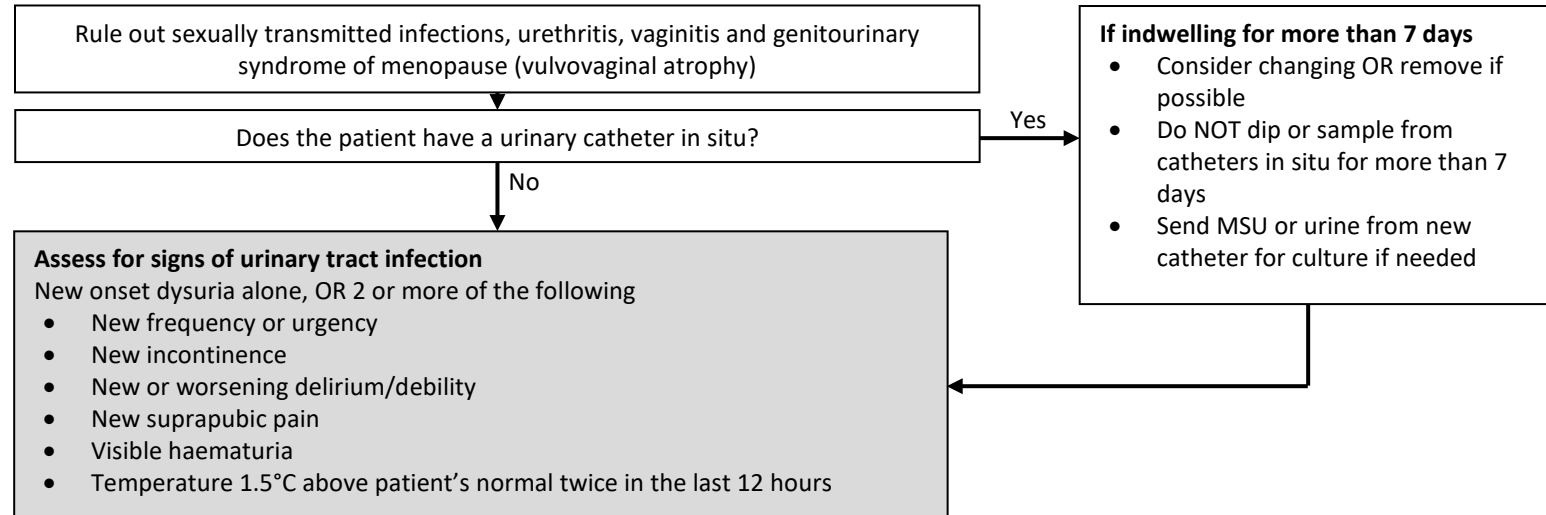 Rule out sexually transmitted infections, urethritis, vaginitis and genitourinary
syndrome of menopause (vulvovaginal atrophy)
Does the patient have a urinary catheter in situ?
Yes
If indwelling for more than 7 days
• Consider changing OR remove if
possible
• Do NOT dip or sample from
catheters in situ for more than 7
days
• Send MSU or urine from new
catheter for culture if needed
No
Assess for signs of urinary tract infection
New onset dysuria alone, OR 2 or more of the following
• New frequency or urgency
• New incontinence
• New or worsening delirium/debility
• New suprapubic pain
• Visible haematuria
• Temperature 1.5°C above patient’s normal twice in the last 12 hours